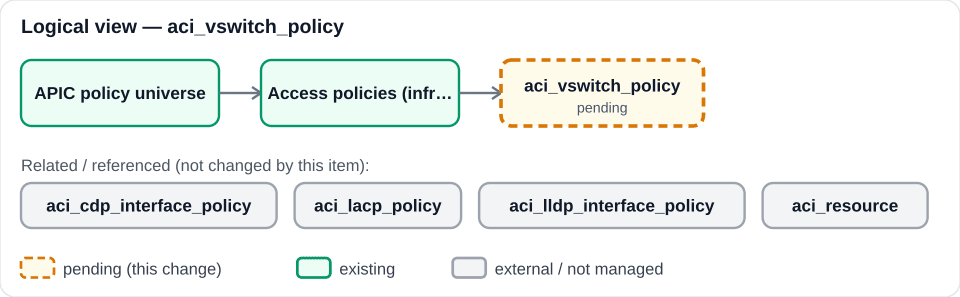 Logical view — aci_vswitch_policy
APIC policy universe
Access policies (infr…
aci_vswitch_policy
pending
Related / referenced (not changed by this item):
aci_cdp_interface_policy
aci_lacp_policy
aci_lldp_interface_policy
aci_resource
pending (this change)
existing
external / not managed